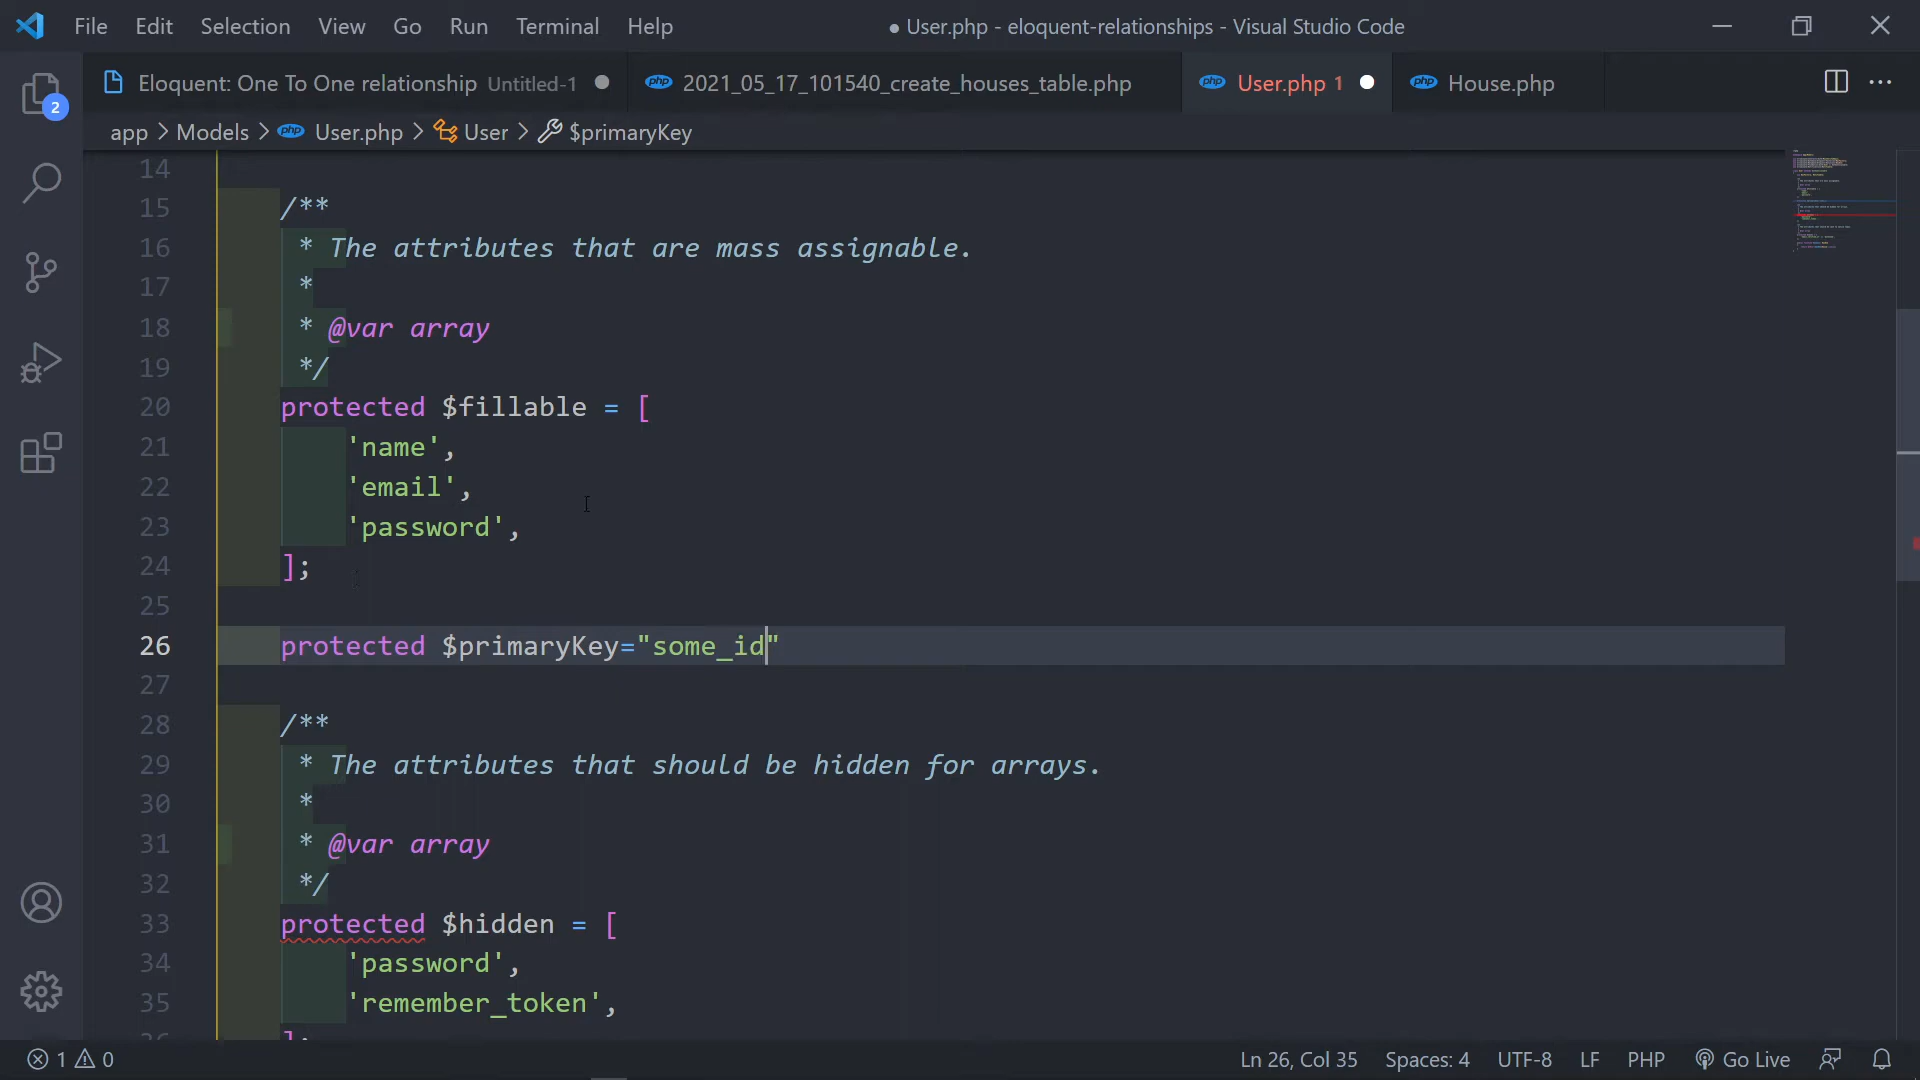 File Edit Selection View Go Run Terminal Help ● User.php - eloquent-relationships - Visual Studio Code
Eloquent: One To One relationship Untitled-1 php 2021_05_17_101540_create_houses_table.php php User.php 1 php House.php
2
app > Models > php User.php > User > $primaryKey
14
15 /**
16 * The attributes that are mass assignable.
17 *
18 * @var array
19 */
20 protected $fillable = [
21 'name',
22 'email',
23 'password',
24 ];
25
26 protected $primaryKey="some_id"
27
28 /**
29 * The attributes that should be hidden for arrays.
30 *
31 * @var array
32 */
33 protected $hidden = [
34 'password',
35 'remember_token',
36 ];
1 0 Ln 26, Col 35 Spaces: 4 UTF-8 LF PHP Go Live